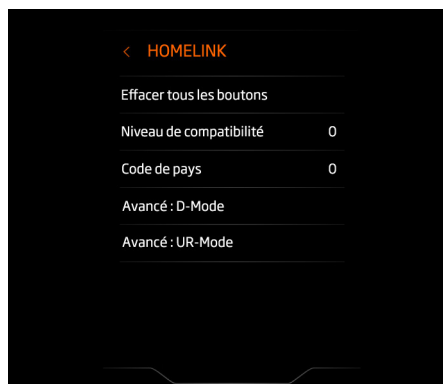 < HOMELINK
Effacer tous les boutons
Niveau de compatibilité 0
Code de pays 0
Avancé : D-Mode
Avancé : UR-Mode